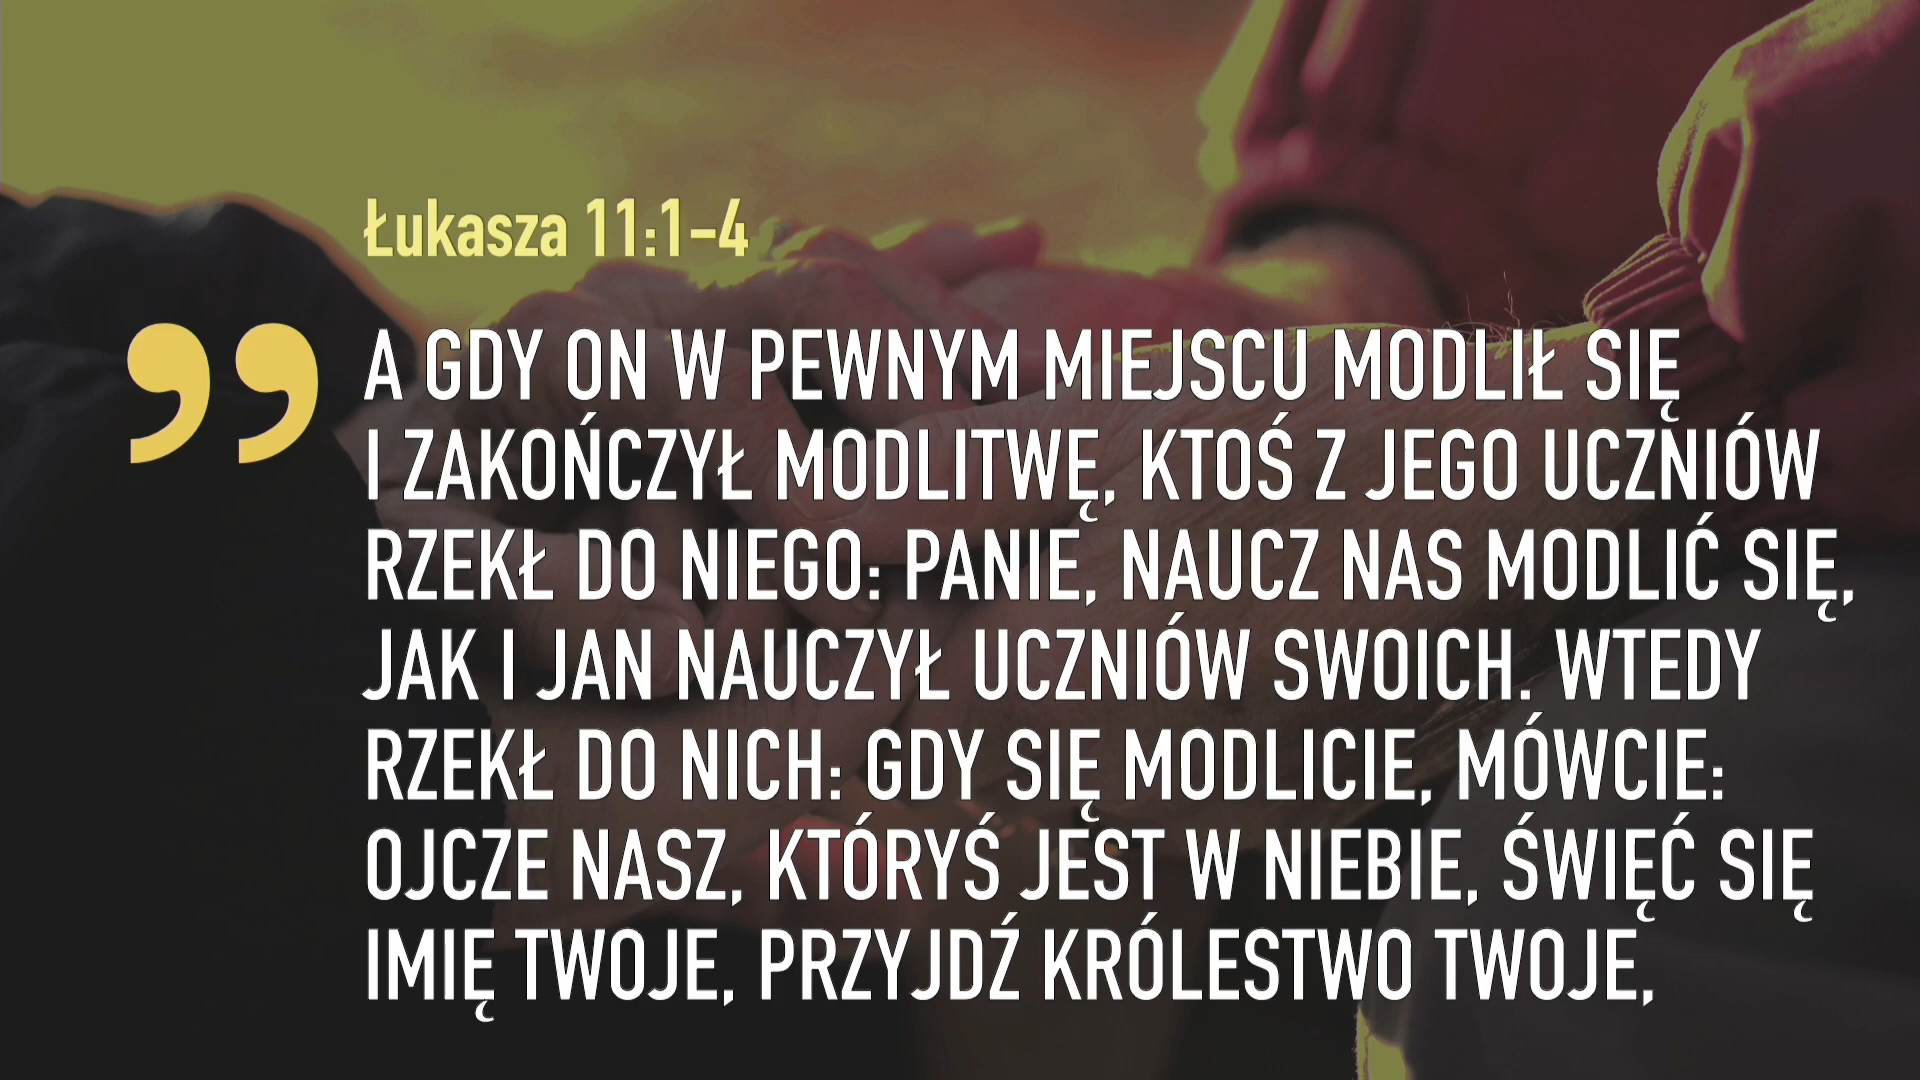 Łukasza 11:1-4
” A GDY ON W PEWNYM MIEJSCU MODLIŁ SIĘ
I ZAKOŃCZYŁ MODLITWĘ, KTOŚ Z JEGO UCZNIÓW
RZEKŁ DO NIEGO: PANIE, NAUCZ NAS MODLIĆ SIĘ,
JAK I JAN NAUCZYŁ UCZNIÓW SWOICH. WTEDY
RZEKŁ DO NICH: GDY SIĘ MODLICIE, MÓWCIE:
OJCZE NASZ, KTÓRYŚ JEST W NIEBIE, ŚWIĘĆ SIĘ
IMIĘ TWOJE, PRZYJDŹ KRÓLESTWO TWOJE,